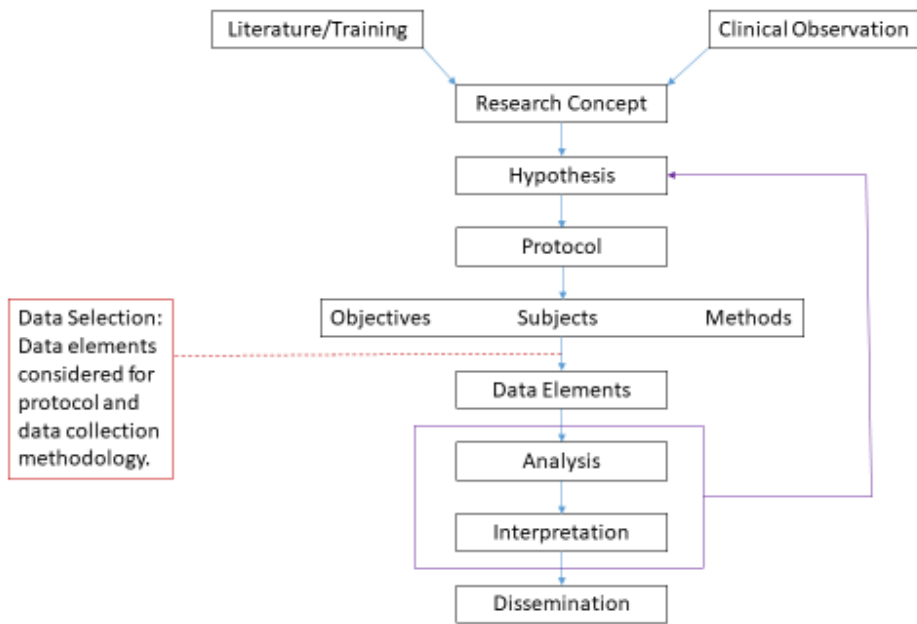 Literature/Training
Clinical Observation
Research Concept
Hypothesis
Protocol
Objectives Subjects Methods
Data Selection:
Data elements
considered for
protocol and
data collection
methodology.
Data Elements
Analysis
Interpretation
Dissemination